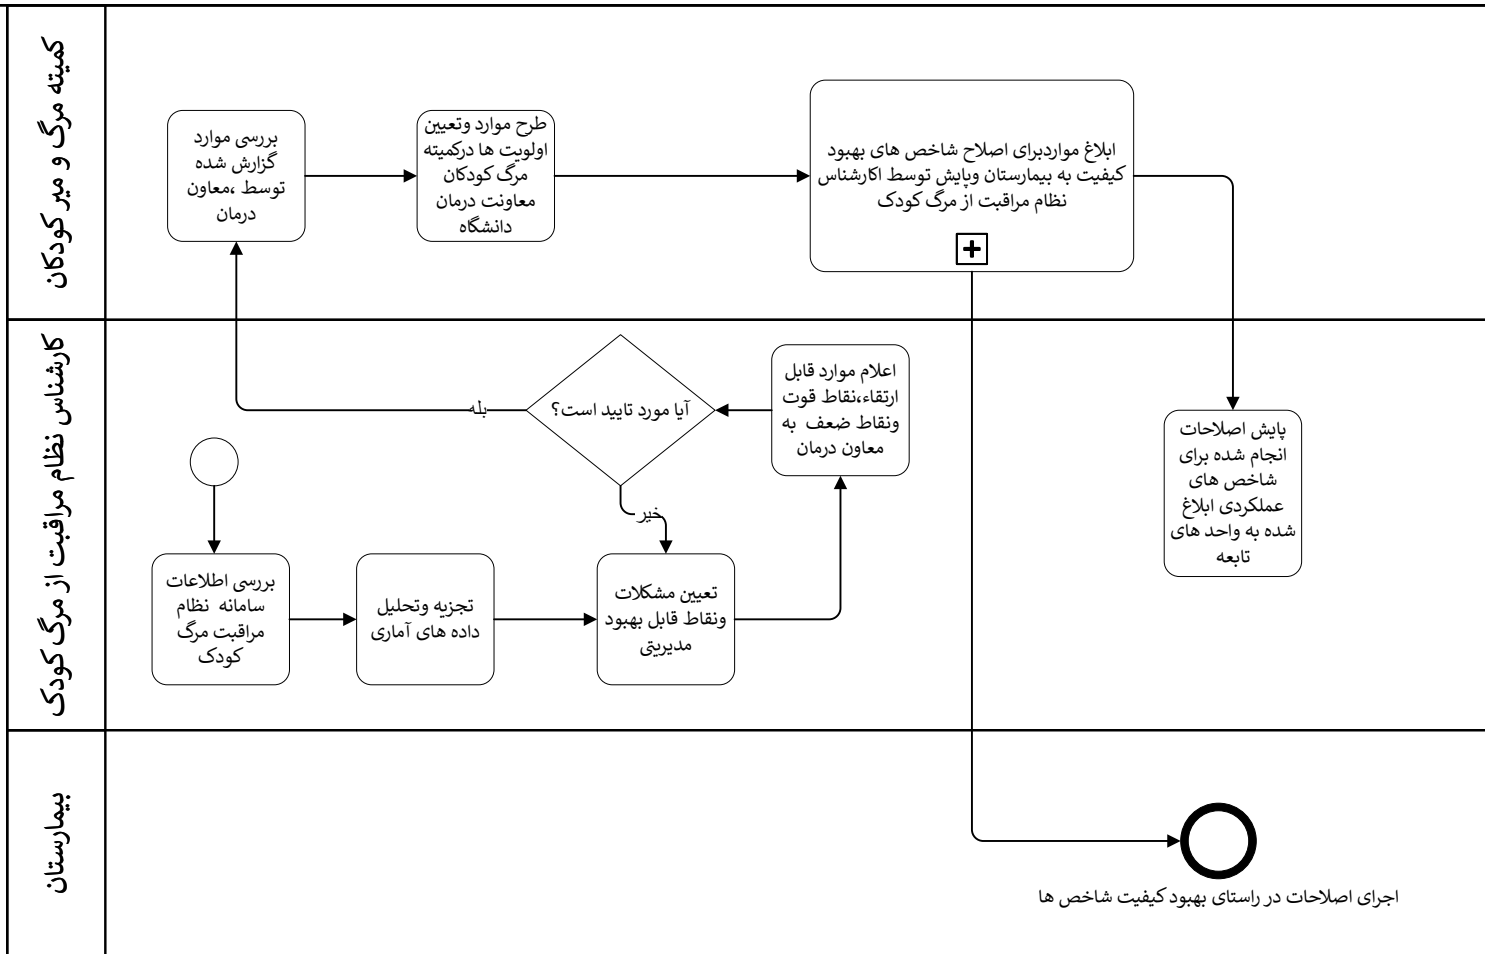 کمیته مرگ و میر کودکان
بررسی موارد
گزارش شده
توسط ،معاون
درمان
طرح موارد وتعیین
اولویت ها درکمیته
مرگ کودکان
معاونت درمان
دانشگاه
ابلاغ مواردبرای اصلاح شاخص های بهبود
کیفیت به بیمارستان وپایش توسط اکارشناس
نظام مراقبت از مرگ کودک
کارشناس نظام مراقبت از مرگ کودک
بررسی اطلاعات
سامانه نظام
مراقبت مرگ
کودک
تجزیه وتحلیل
داده های آماری
تعیین مشکلات
ونقاط قابل بهبود
مدیریتی
اعلام موارد قابل
ارتقاء،نقاط قوت
ونقاط ضعف به
معاون درمان
آیا مورد تایید است؟
بله
خیر
پایش اصلاحات
انجام شده برای
شاخص های
عملکردی ابلاغ
شده به واحد های
تابعه
بیمارستان
اجرای اصلاحات در راستای بهبود کیفیت شاخص ها